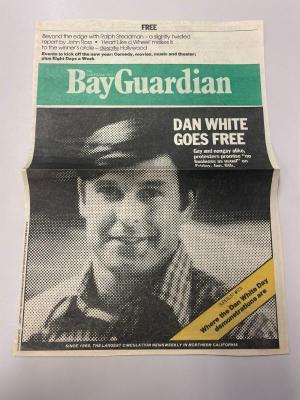 FREE
Beyond the edge with Ralph Steadman – a slightly twisted
report by John Ross • 'Heart Like a Wheel' makes it
to the winner's circle – despite Hollywood
Events to kick off the new year: Comedy, movies, music and theater;
plus Eight Days a Week
BayGuardian
DAN WHITE
GOES FREE
Gay and nongay alike,
protesters promise "no
business as usual" on
Where the Dan White Day
demonstrations are
SINCE 1966, THE LARGEST CIRCULATION NEWSWEEKLY IN NORTHERN CALIFORNIA